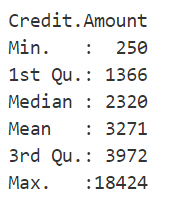 Credit.Amount
Min.   :  250
1st Qu.: 1366
Median : 2320
Mean   : 3271
3rd Qu.: 3972
Max.   :18424